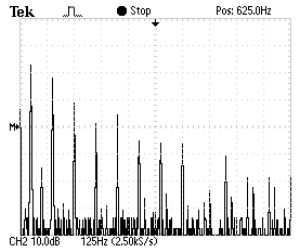 Tek Stop Pos: 625.0Hz
M
CH2 10.0dB 125Hz (2.50kS/s)